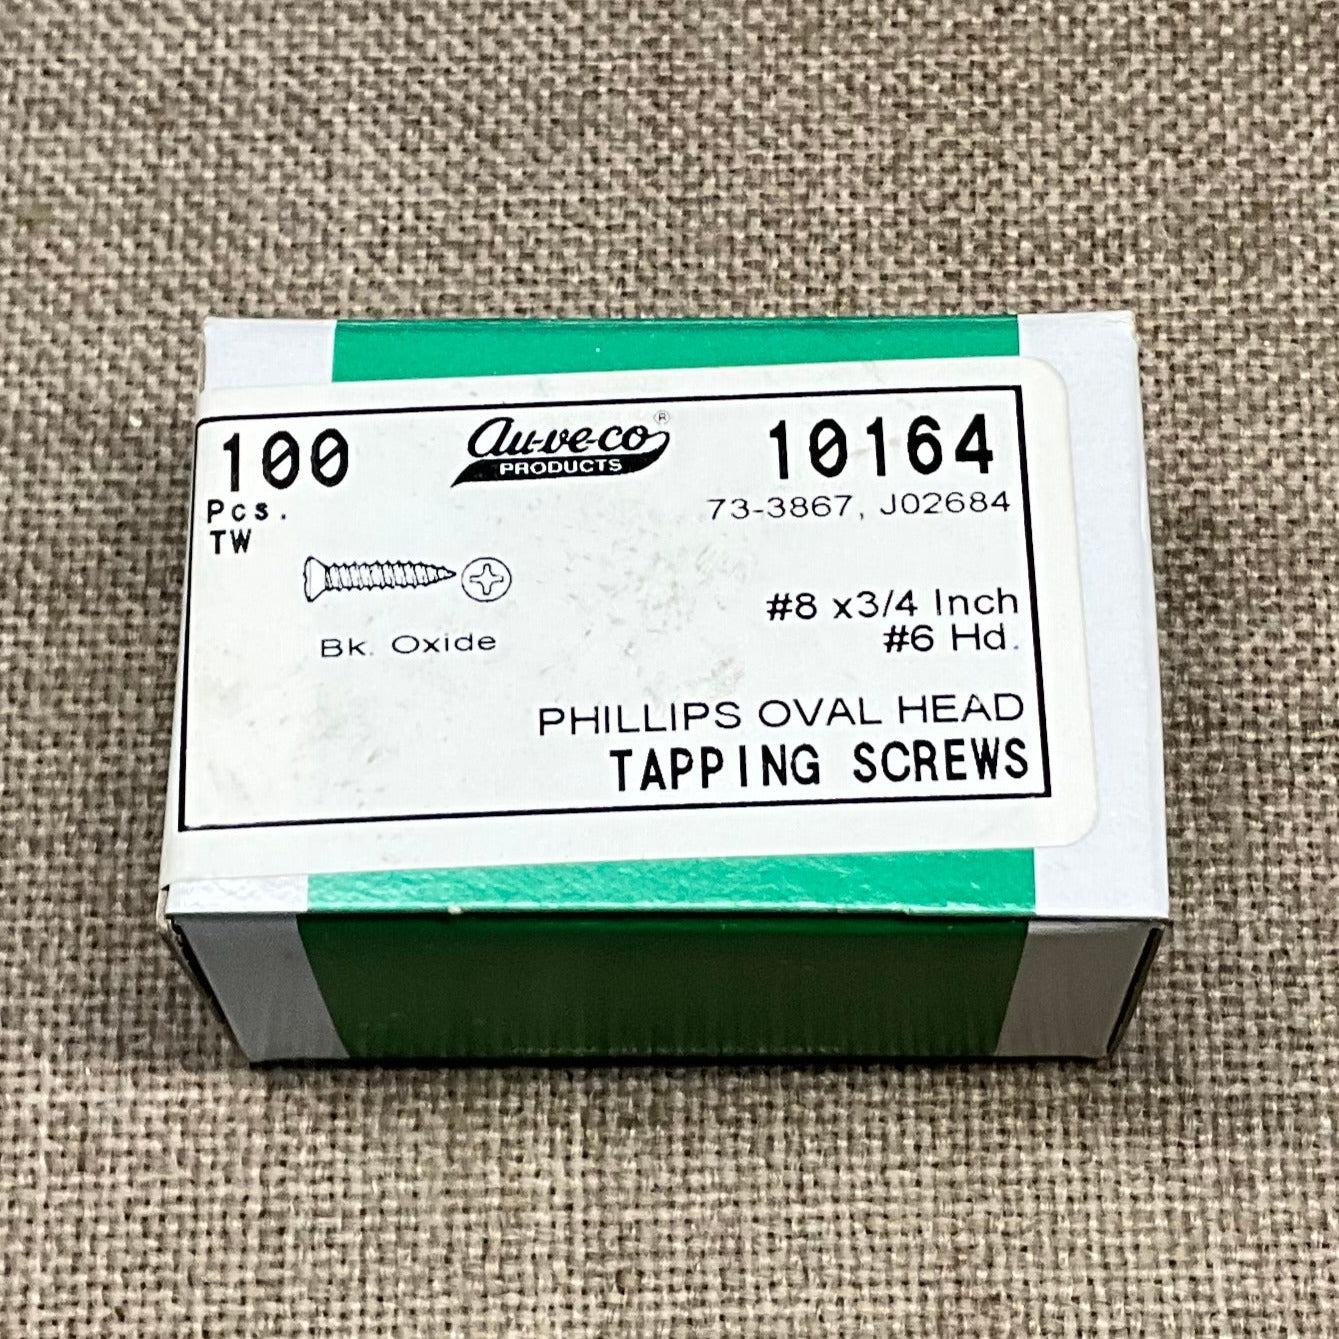 100
Pcs.
TW
au-ve-co®
PRODUCTS
10164
73-3867, J02684
Bk. Oxide
#8 x3/4 Inch
#6 Hd.
PHILLIPS OVAL HEAD
TAPPING SCREWS